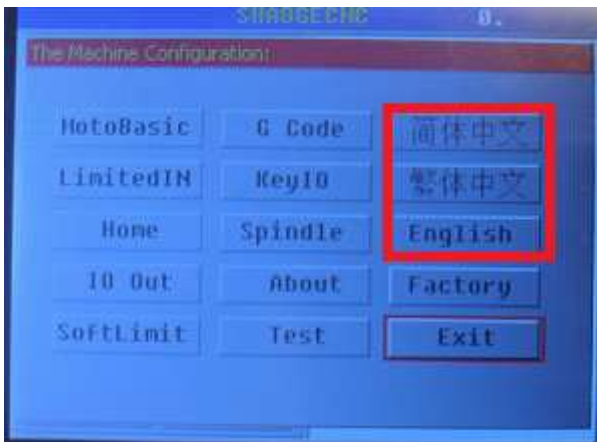 The Machine Configuration:
MotoBasic G Code 简体中文
LimitedIN KeyIO 繁体中文
Home Spindle English
IO Out About Factory
SoftLimit Test Exit